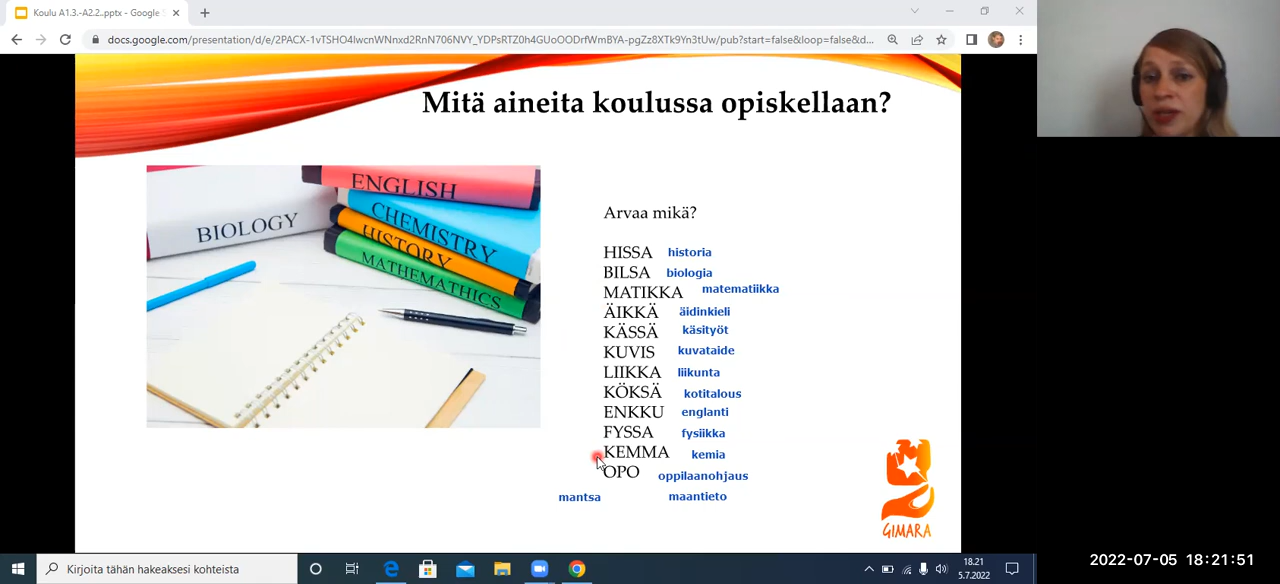 Koulu A1.3.-A2.2..pptx - Google
docs.google.com/presentation/d/e/2PACX-1vTSHO4lwcnWNnxd2RnN706NVY_YDPsRTZ0h4GUoOODrfWmBYA-pgZz8XTk9Yn3tUw/pub?start=false&loop=false&d...
Mitä aineita koulussa opiskellaan?
ENGLISH
BIOLOGY
CHEMISTRY
HISTORY
MATHEMATHICS
Arvaa mikä?
HISSA historia
BILSA biologia
MATIKKA matematiikka
ÄIKKÄ äidinkieli
KÄSSÄ käsityöt
KUVIS kuvataide
LIIKKA liikunta
KÖKSÄ kotitalous
ENKKU englanti
FYSSA fysiikka
KEMMA kemia
OPO oppilaanohjaus
mantsa maantieto
GIMARA
Kirjoita tähän hakeaksesi kohteista
18.21
5.7.2022
2022-07-05 18:21:51